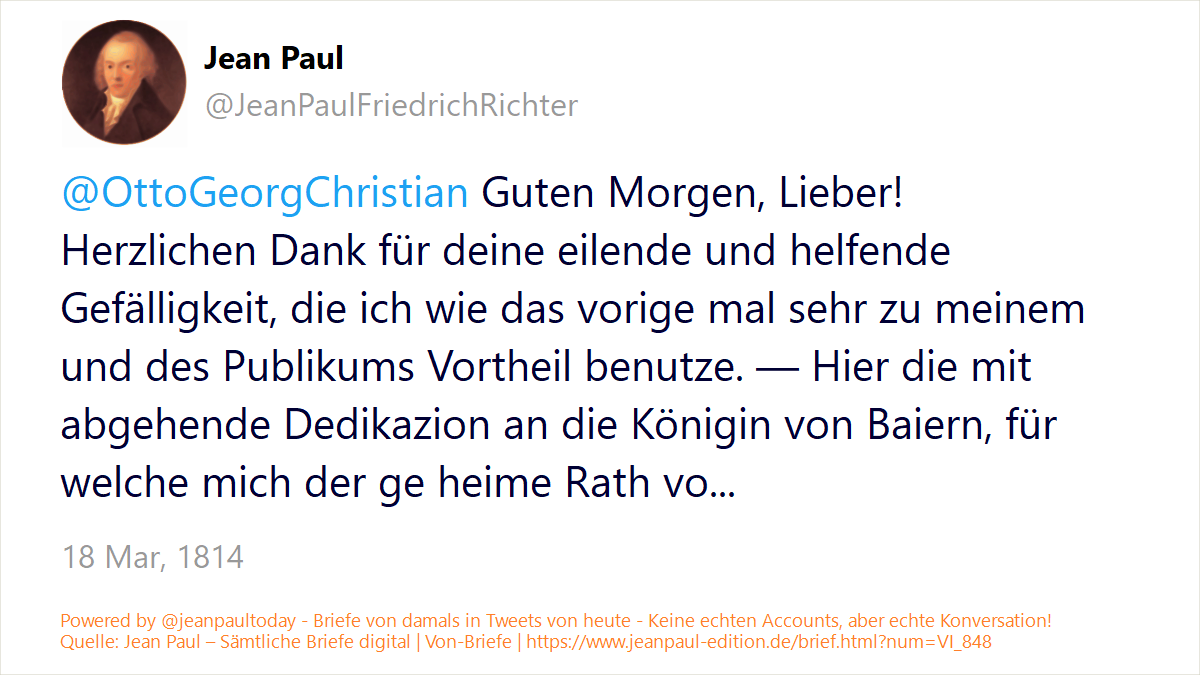 Jean Paul
@JeanPaulFriedrichRichter
@OttoGeorgChristian Guten Morgen, Lieber!
Herzlichen Dank für deine eilende und helfende
Gefälligkeit, die ich wie das vorige mal sehr zu meinem
und des Publikums Vortheil benutze. — Hier die mit
abgehende Dedikazion an die Königin von Baiern, für
welche mich der ge heime Rath vo...
18 Mar, 1814
Powered by @jeanpaultoday - Briefe von damals in Tweets von heute - Keine echten Accounts, aber echte Konversation!
Quelle: Jean Paul – Sämtliche Briefe digital | Von-Briefe | https://www.jeanpaul-edition.de/brief.html?num=VI_848